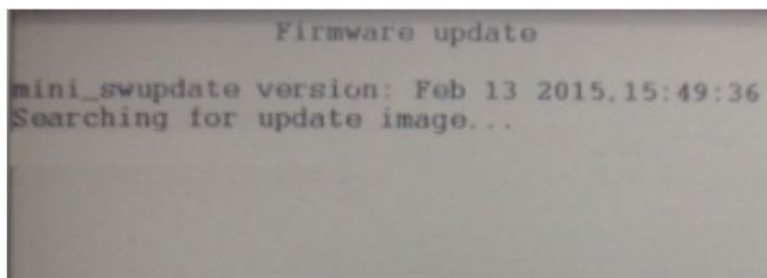 Firmware update
mini_swupdate version: Feb 13 2015,15:49:36
Searching for update image...